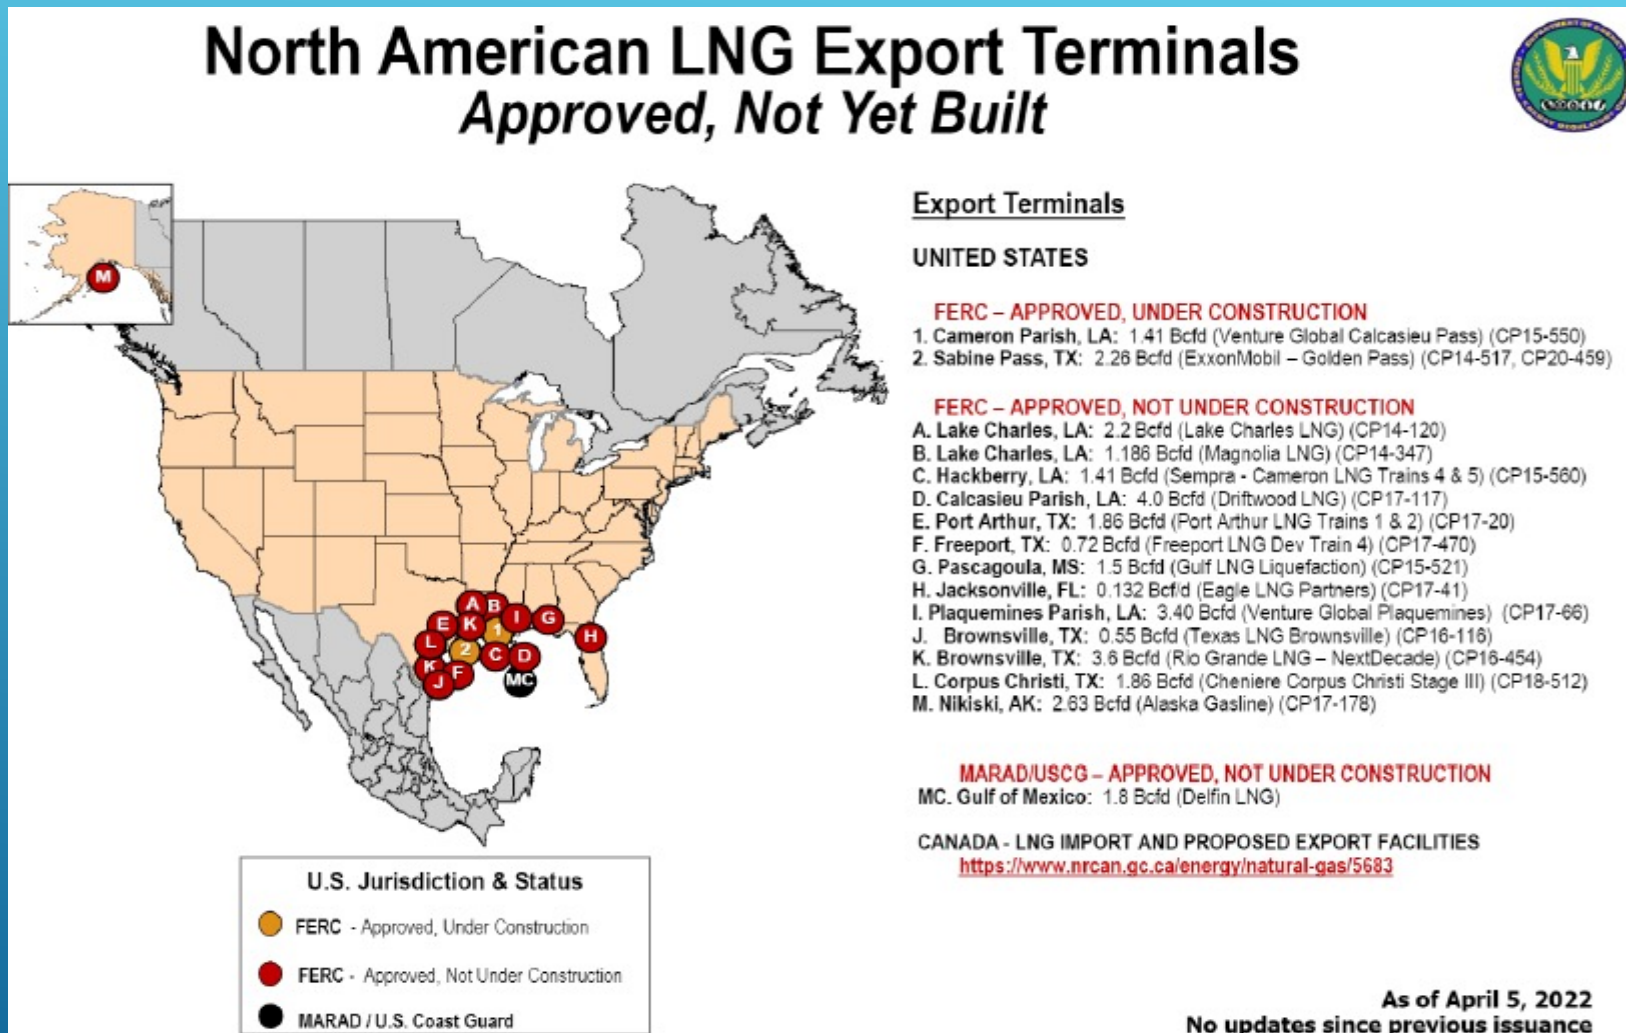 North American LNG Export Terminals
Approved, Not Yet Built
Export Terminals
UNITED STATES
FERC – APPROVED, UNDER CONSTRUCTION
1. Cameron Parish, LA: 1.41 Bcfd (Venture Global Calcasieu Pass) (CP15-550)
2. Sabine Pass, TX: 2.26 Bcfd (ExxonMobil – Golden Pass) (CP14-517, CP20-459)
FERC – APPROVED, NOT UNDER CONSTRUCTION
A. Lake Charles, LA: 2.2 Bcfd (Lake Charles LNG) (CP14-120)
B. Lake Charles, LA: 1.186 Bcfd (Magnolia LNG) (CP14-347)
C. Hackberry, LA: 1.41 Bcfd (Sempra - Cameron LNG Trains 4 & 5) (CP15-560)
D. Calcasieu Parish, LA: 4.0 Bcfd (Driftwood LNG) (CP17-117)
E. Port Arthur, TX: 1.86 Bcfd (Port Arthur LNG Trains 1 & 2) (CP17-20)
F. Freeport, TX: 0.72 Bcfd (Freeport LNG Dev Train 4) (CP17-470)
G. Pascagoula, MS: 1.5 Bcfd (Gulf LNG Liquefaction) (CP15-521)
H. Jacksonville, FL: 0.132 Bcf/d (Eagle LNG Partners) (CP17-41)
I. Plaquemines Parish, LA: 3.40 Bcfd (Venture Global Plaquemines) (CP17-66)
J. Brownsville, TX: 0.55 Bcfd (Texas LNG Brownsville) (CP16-116)
K. Brownsville, TX: 3.6 Bcfd (Rio Grande LNG – NextDecade) (CP16-454)
L. Corpus Christi, TX: 1.86 Bcfd (Cheniere Corpus Christi Stage III) (CP18-512)
M. Nikiski, AK: 2.63 Bcfd (Alaska Gasline) (CP17-178)
MARAD/USCG – APPROVED, NOT UNDER CONSTRUCTION
MC. Gulf of Mexico: 1.8 Bcfd (Delfin LNG)
CANADA - LNG IMPORT AND PROPOSED EXPORT FACILITIES
https://www.nrcan.gc.ca/energy/natural-gas/5683
M
A
B
I
G
E
K
1
H
L
2
C
D
K
F
J
MC
U.S. Jurisdiction & Status
FERC - Approved, Under Construction
FERC - Approved, Not Under Construction
MARAD / U.S. Coast Guard
As of April 5, 2022
No updates since previous issuance